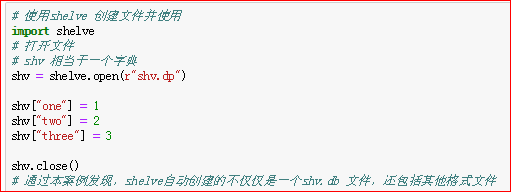 # 使用shelve 创建文件并使用
import shelve
# 打开文件
# shv 相当于一个字典
shv = shelve.open(r"shv.dp")
shv["one"] = 1
shv["two"] = 2
shv["three"] = 3
shv.close()
# 通过本案例发现，shelve自动创建的不仅仅是一个shv.db 文件，还包括其他格式文件